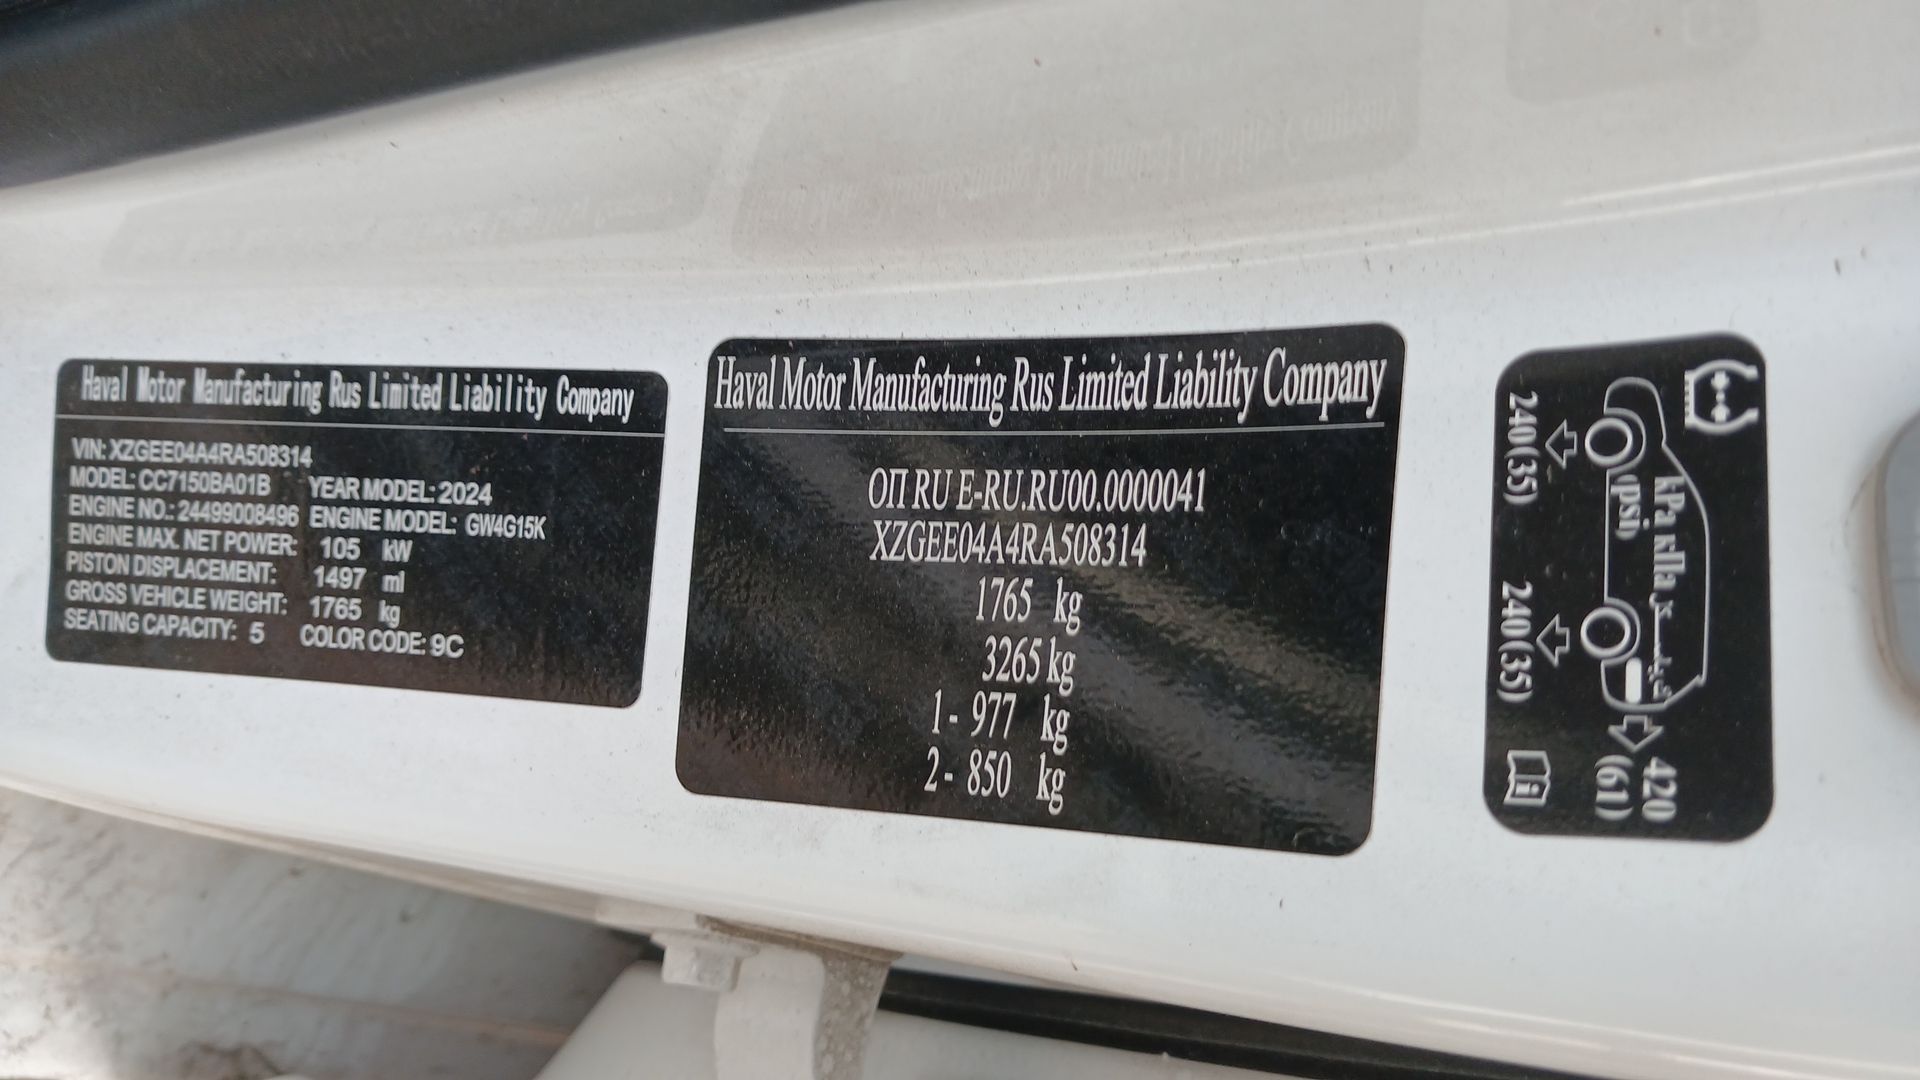 Haval Motor Manufacturing Rus Limited Liability Company
VIN: XZGEE04A4RA508314
MODEL: CC7150BA01B YEAR MODEL: 2024
ENGINE NO.: 24499008496 ENGINE MODEL: GW4G15K
ENGINE MAX. NET POWER: 105 kW
PISTON DISPLACEMENT: 1497 ml
GROSS VEHICLE WEIGHT: 1765 kg
SEATING CAPACITY: 5 COLOR CODE: 9C
Haval Motor Manufacturing Rus Limited Liability Company
ОП RU E-RU.RU00.0000041
XZGEE04A4RA508314
1765 kg
3265 kg
1 - 977 kg
2 - 850 kg
kPa кПа
(psi)
240(35) 240(35)
420
(61)